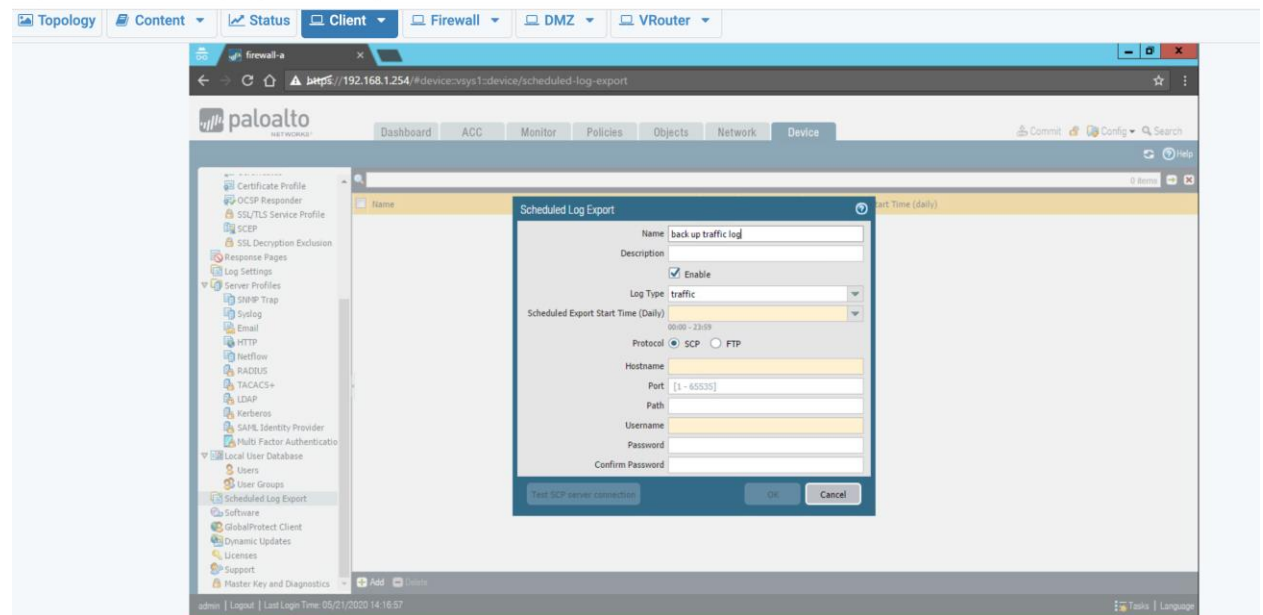 Topology Content Status Client Firewall DMZ VRouter
firewall-a
https://192.168.1.254/#device::vsys1::device/scheduled-log-export
paloalto
NETWORKS
Dashboard ACC Monitor Policies Objects Network Device
Commit Config Search
Help
Certificate Profile
OCSP Responder
SSL/TLS Service Profile
SCEP
SSL Decryption Exclusion
Response Pages
Log Settings
Server Profiles
SNMP Trap
Syslog
Email
HTTP
Netflow
RADIUS
TACACS+
LDAP
Kerberos
SAML Identity Provider
Multi Factor Authenticatio
Local User Database
Users
User Groups
Scheduled Log Export
Software
GlobalProtect Client
Dynamic Updates
Licenses
Support
Master Key and Diagnostics
0 items
Name tart Time (daily)
Scheduled Log Export
Name back up traffic log
Description
Enable
Log Type traffic
Scheduled Export Start Time (Daily)
00:00 - 23:59
Protocol SCP FTP
Hostname
Port [1 - 65535]
Path
Username
Password
Confirm Password
Test SCP server connection OK Cancel
Add Delete
admin | Logout | Last Login Time: 05/21/2020 14:16:57 Tasks | Language